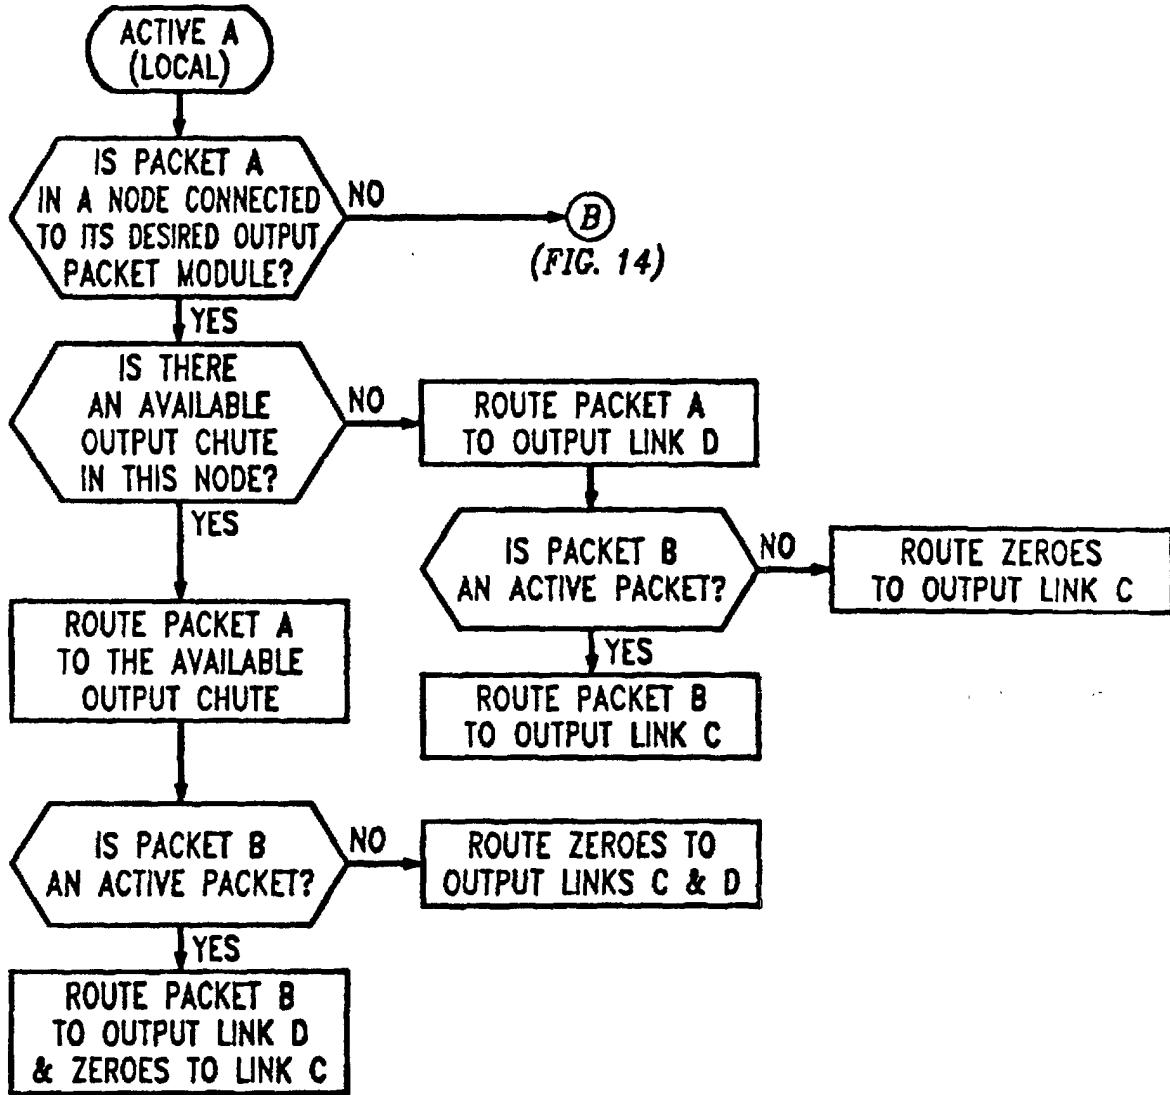 ACTIVE A
(LOCAL)
IS PACKET A
IN A NODE CONNECTED
TO ITS DESIRED OUTPUT
PACKET MODULE?
NO
B
(FIG. 14)
YES
IS THERE
AN AVAILABLE
OUTPUT CHUTE
IN THIS NODE?
NO
ROUTE PACKET A
TO OUTPUT LINK D
YES
IS PACKET B
AN ACTIVE PACKET?
NO
ROUTE ZEROES
TO OUTPUT LINK C
YES
ROUTE PACKET B
TO OUTPUT LINK C
ROUTE PACKET A
TO THE AVAILABLE
OUTPUT CHUTE
IS PACKET B
AN ACTIVE PACKET?
NO
ROUTE ZEROES TO
OUTPUT LINKS C & D
YES
ROUTE PACKET B
TO OUTPUT LINK D
& ZEROES TO LINK C